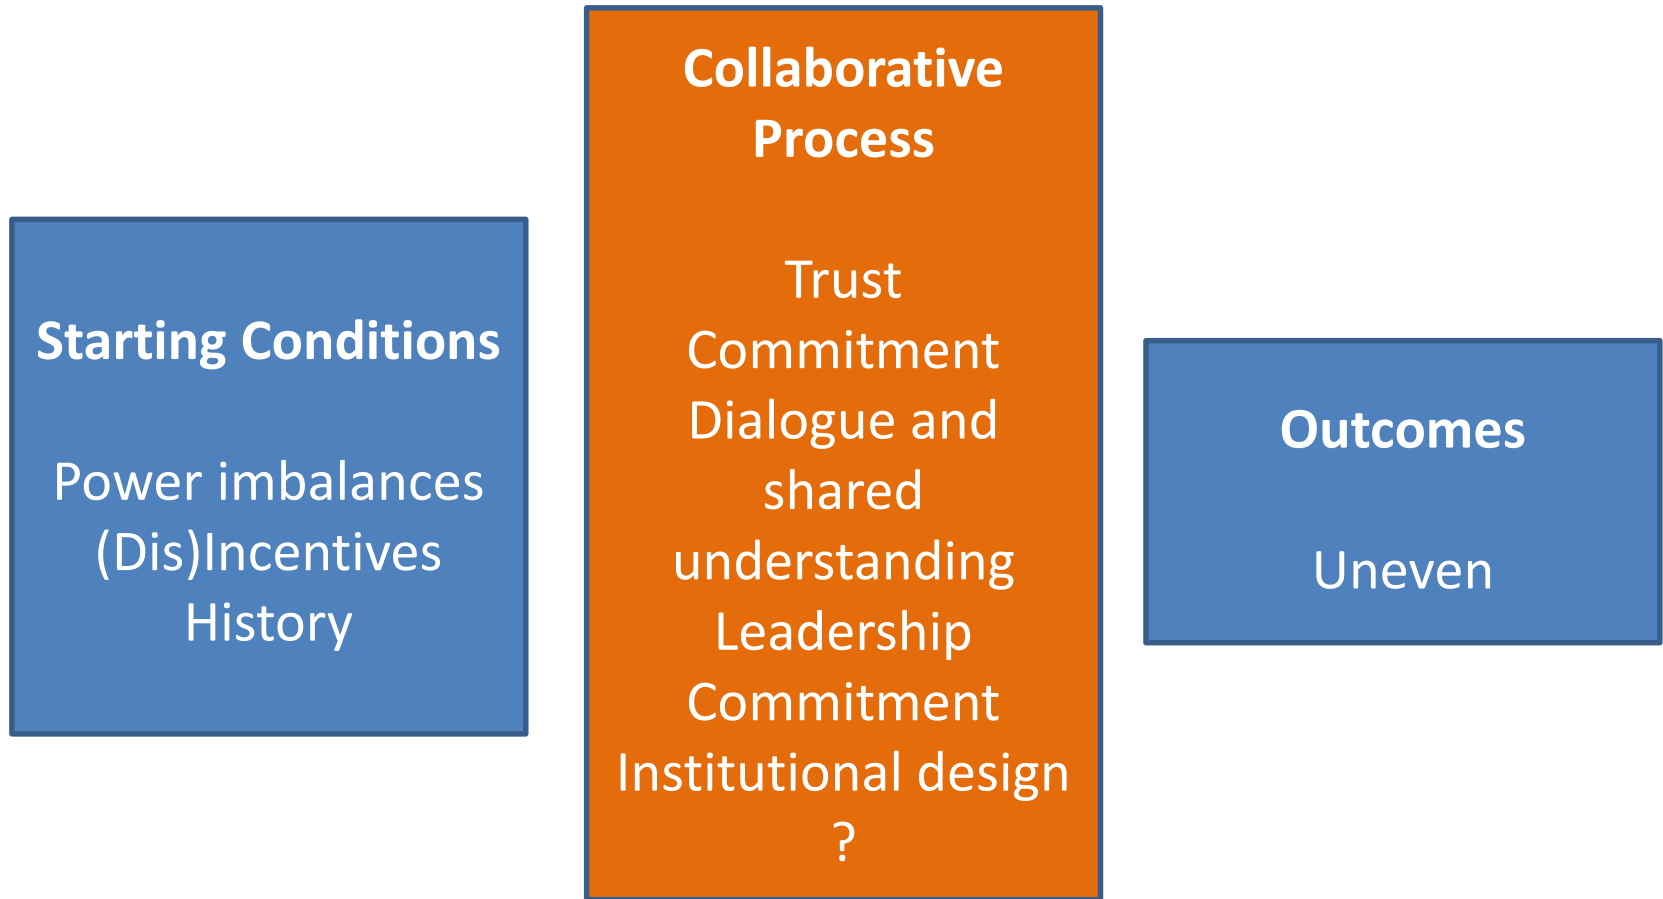 Starting Conditions
Power imbalances
(Dis)Incentives
History
Collaborative
Process
Trust
Commitment
Dialogue and
shared
understanding
Leadership
Commitment
Institutional design
?
Outcomes
Uneven